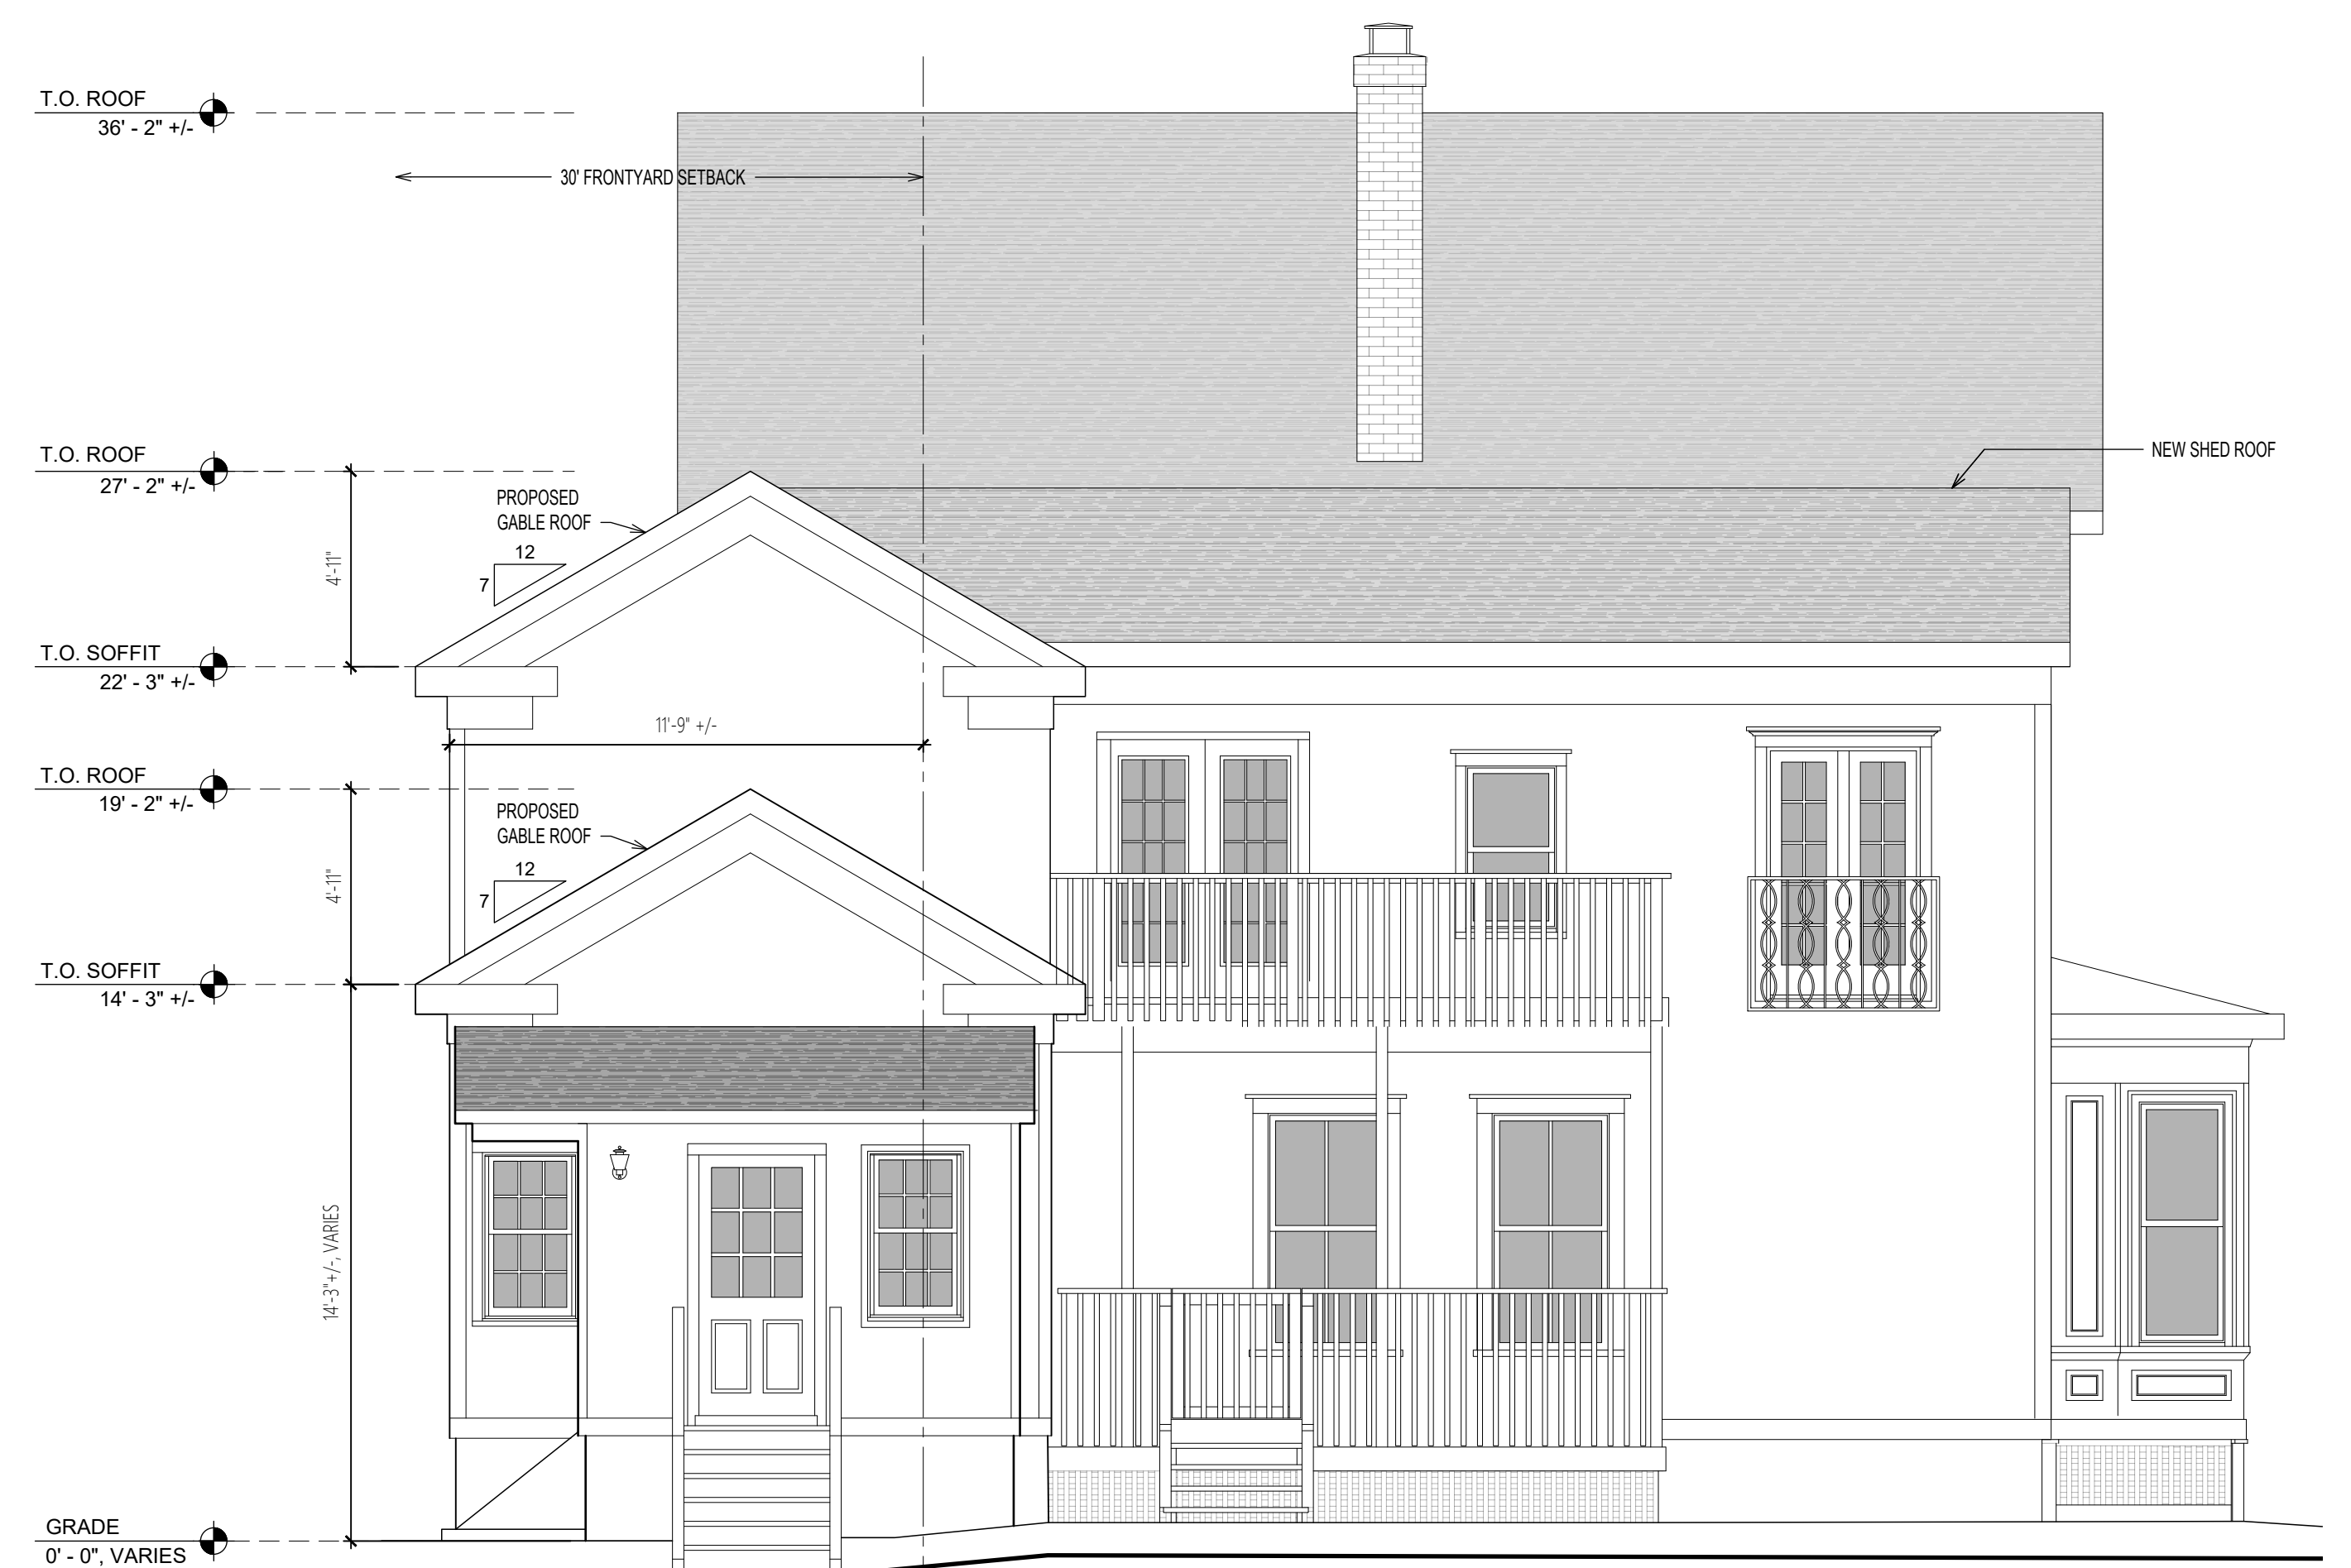 T.O. ROOF
36' - 2" +/-
30' FRONTYARD SETBACK
T.O. ROOF
27' - 2" +/-
NEW SHED ROOF
PROPOSED
GABLE ROOF
12
7
4'-11"
T.O. SOFFIT
22' - 3" +/-
11'-9" +/-
T.O. ROOF
19' - 2" +/-
PROPOSED
GABLE ROOF
12
7
4'-11"
T.O. SOFFIT
14' - 3" +/-
14'-3"+/-, VARIES
GRADE
0' - 0", VARIES